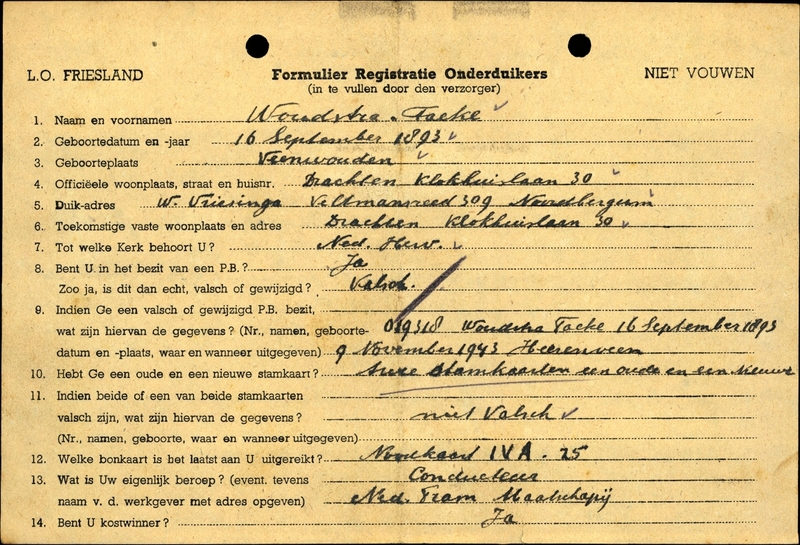 L.O. FRIESLAND Formulier Registratie Onderduikers NIET VOUWEN
(in te vullen door den verzorger)
1. Naam en voornamen Woudstra. Facke
2. Geboortedatum en -jaar 16 September 1893
3. Geboorteplaats Veenwouden
4. Officiëele woonplaats, straat en huisnr. Drachten Klokhuislaan 30
5. Duik-adres W. Vriesinga Veltmansreed 309 Noordbergum
6. Toekomstige vaste woonplaats en adres Drachten Klokhuislaan 30
7. Tot welke Kerk behoort U? Ned. Herv.
8. Bent U in het bezit van een P.B.? Ja
Zoo ja, is dit dan echt, valsch of gewijzigd? Valsch.
9. Indien Ge een valsch of gewijzigd P.B. bezit,
wat zijn hiervan de gegevens? (Nr., namen, geboorte- 019318 Woudstra Facke 16 September 1893
datum en -plaats, waar en wanneer uitgegeven) 9 November 1943 Heerenveen
10. Hebt Ge een oude en een nieuwe stamkaart? twee Stamkaarten een oude en een Nieuwe
11. Indien beide of een van beide stamkaarten
valsch zijn, wat zijn hiervan de gegevens? niet Valsch
(Nr., namen, geboorte, waar en wanneer uitgegeven)
12. Welke bonkaart is het laatst aan U uitgereikt? Noodkaart IVA. 25
13. Wat is Uw eigenlijk beroep? (event. tevens Conducteur
naam v. d. werkgever met adres opgeven) Ned. Tram Maatschapij
14. Bent U kostwinner? Ja